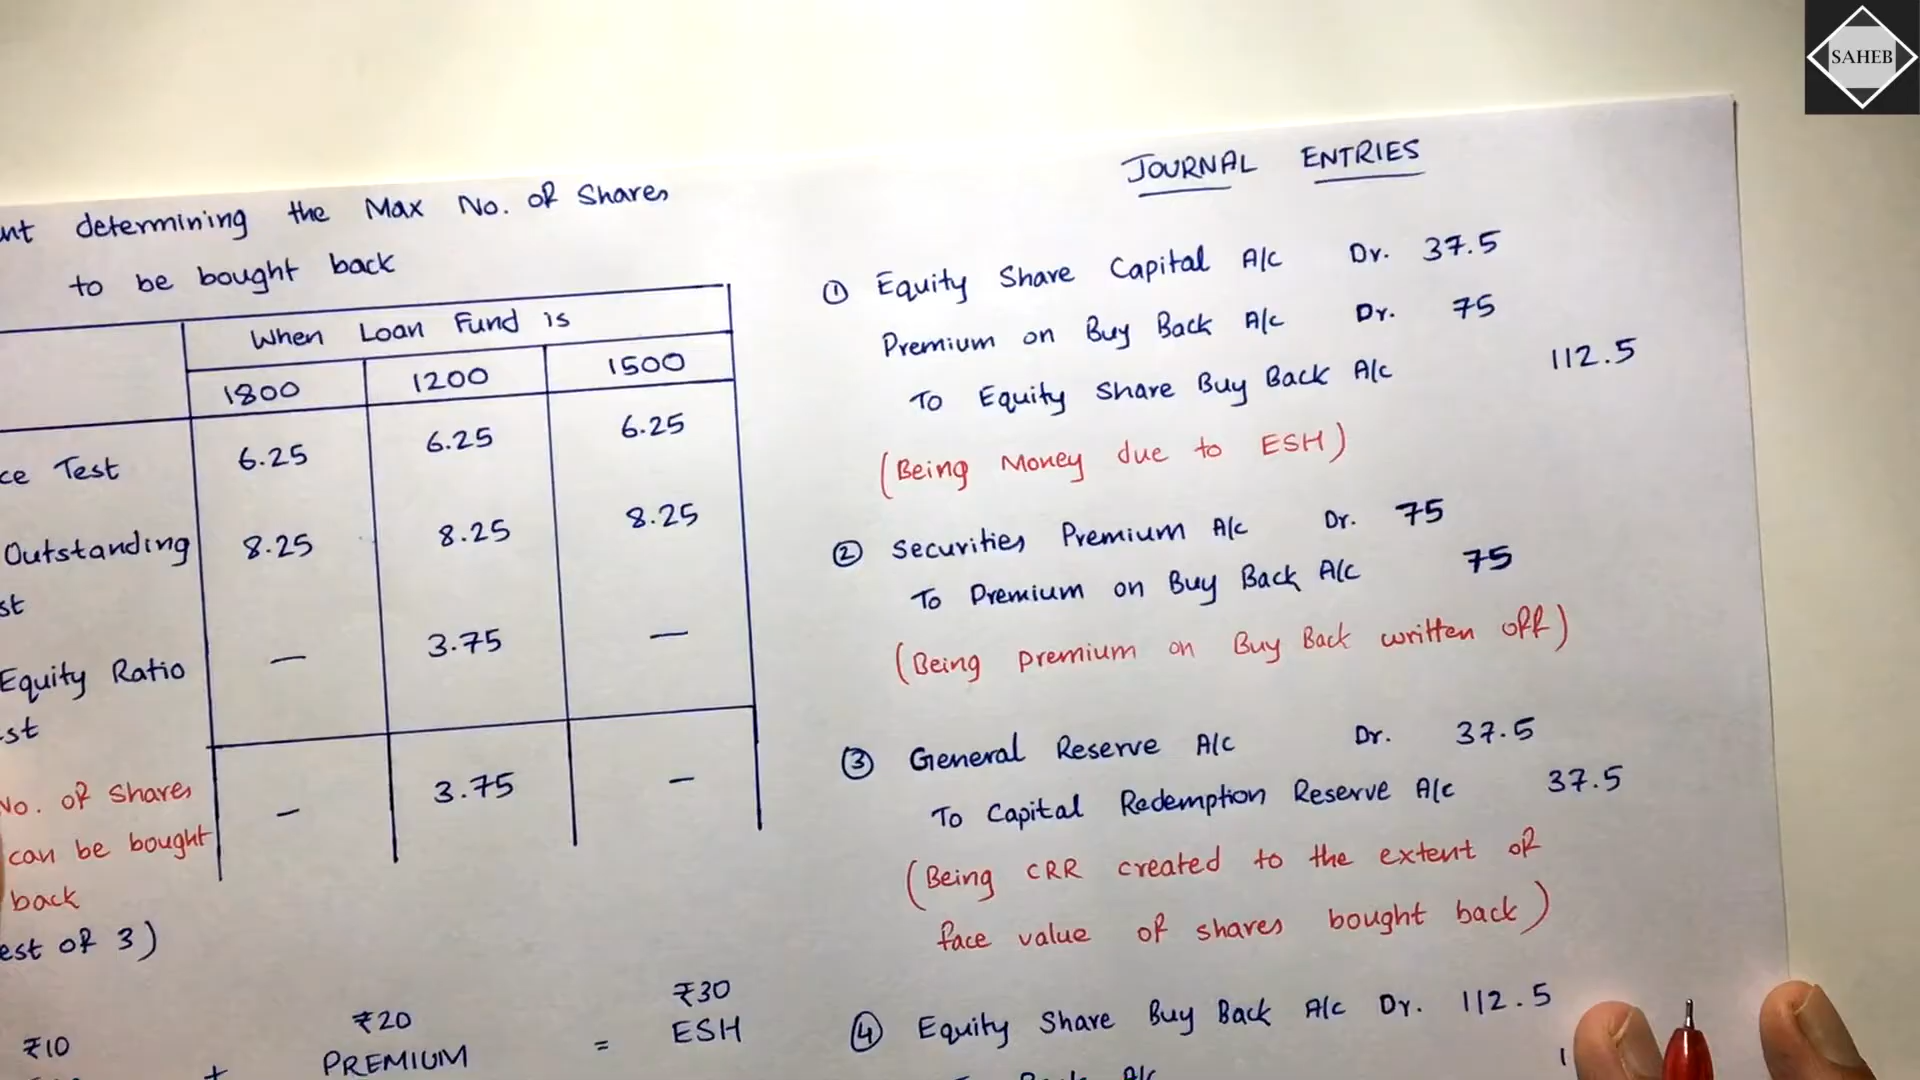 SAHEB
determining the Max No. of Shares
to be bought back
When Loan Fund is
1800 1200 1500
Test 6.25 6.25 6.25
Outstanding 8.25 8.25 8.25
Equity Ratio — 3.75 —
No. of Shares — 3.75 —
can be bought
back
of 3)
₹10 ₹20 ₹30
+ PREMIUM = ESH
JOURNAL ENTRIES
① Equity Share Capital A/c Dr. 37.5
Premium on Buy Back A/c Dr. 75
To Equity Share Buy Back A/c 112.5
(Being Money due to ESH)
② Securities Premium A/c Dr. 75
To Premium on Buy Back A/c 75
(Being premium on Buy Back written off)
③ General Reserve A/c Dr. 37.5
To Capital Redemption Reserve A/c 37.5
(Being CRR created to the extent of
face value of shares bought back)
④ Equity Share Buy Back A/c Dr. 112.5
A/c